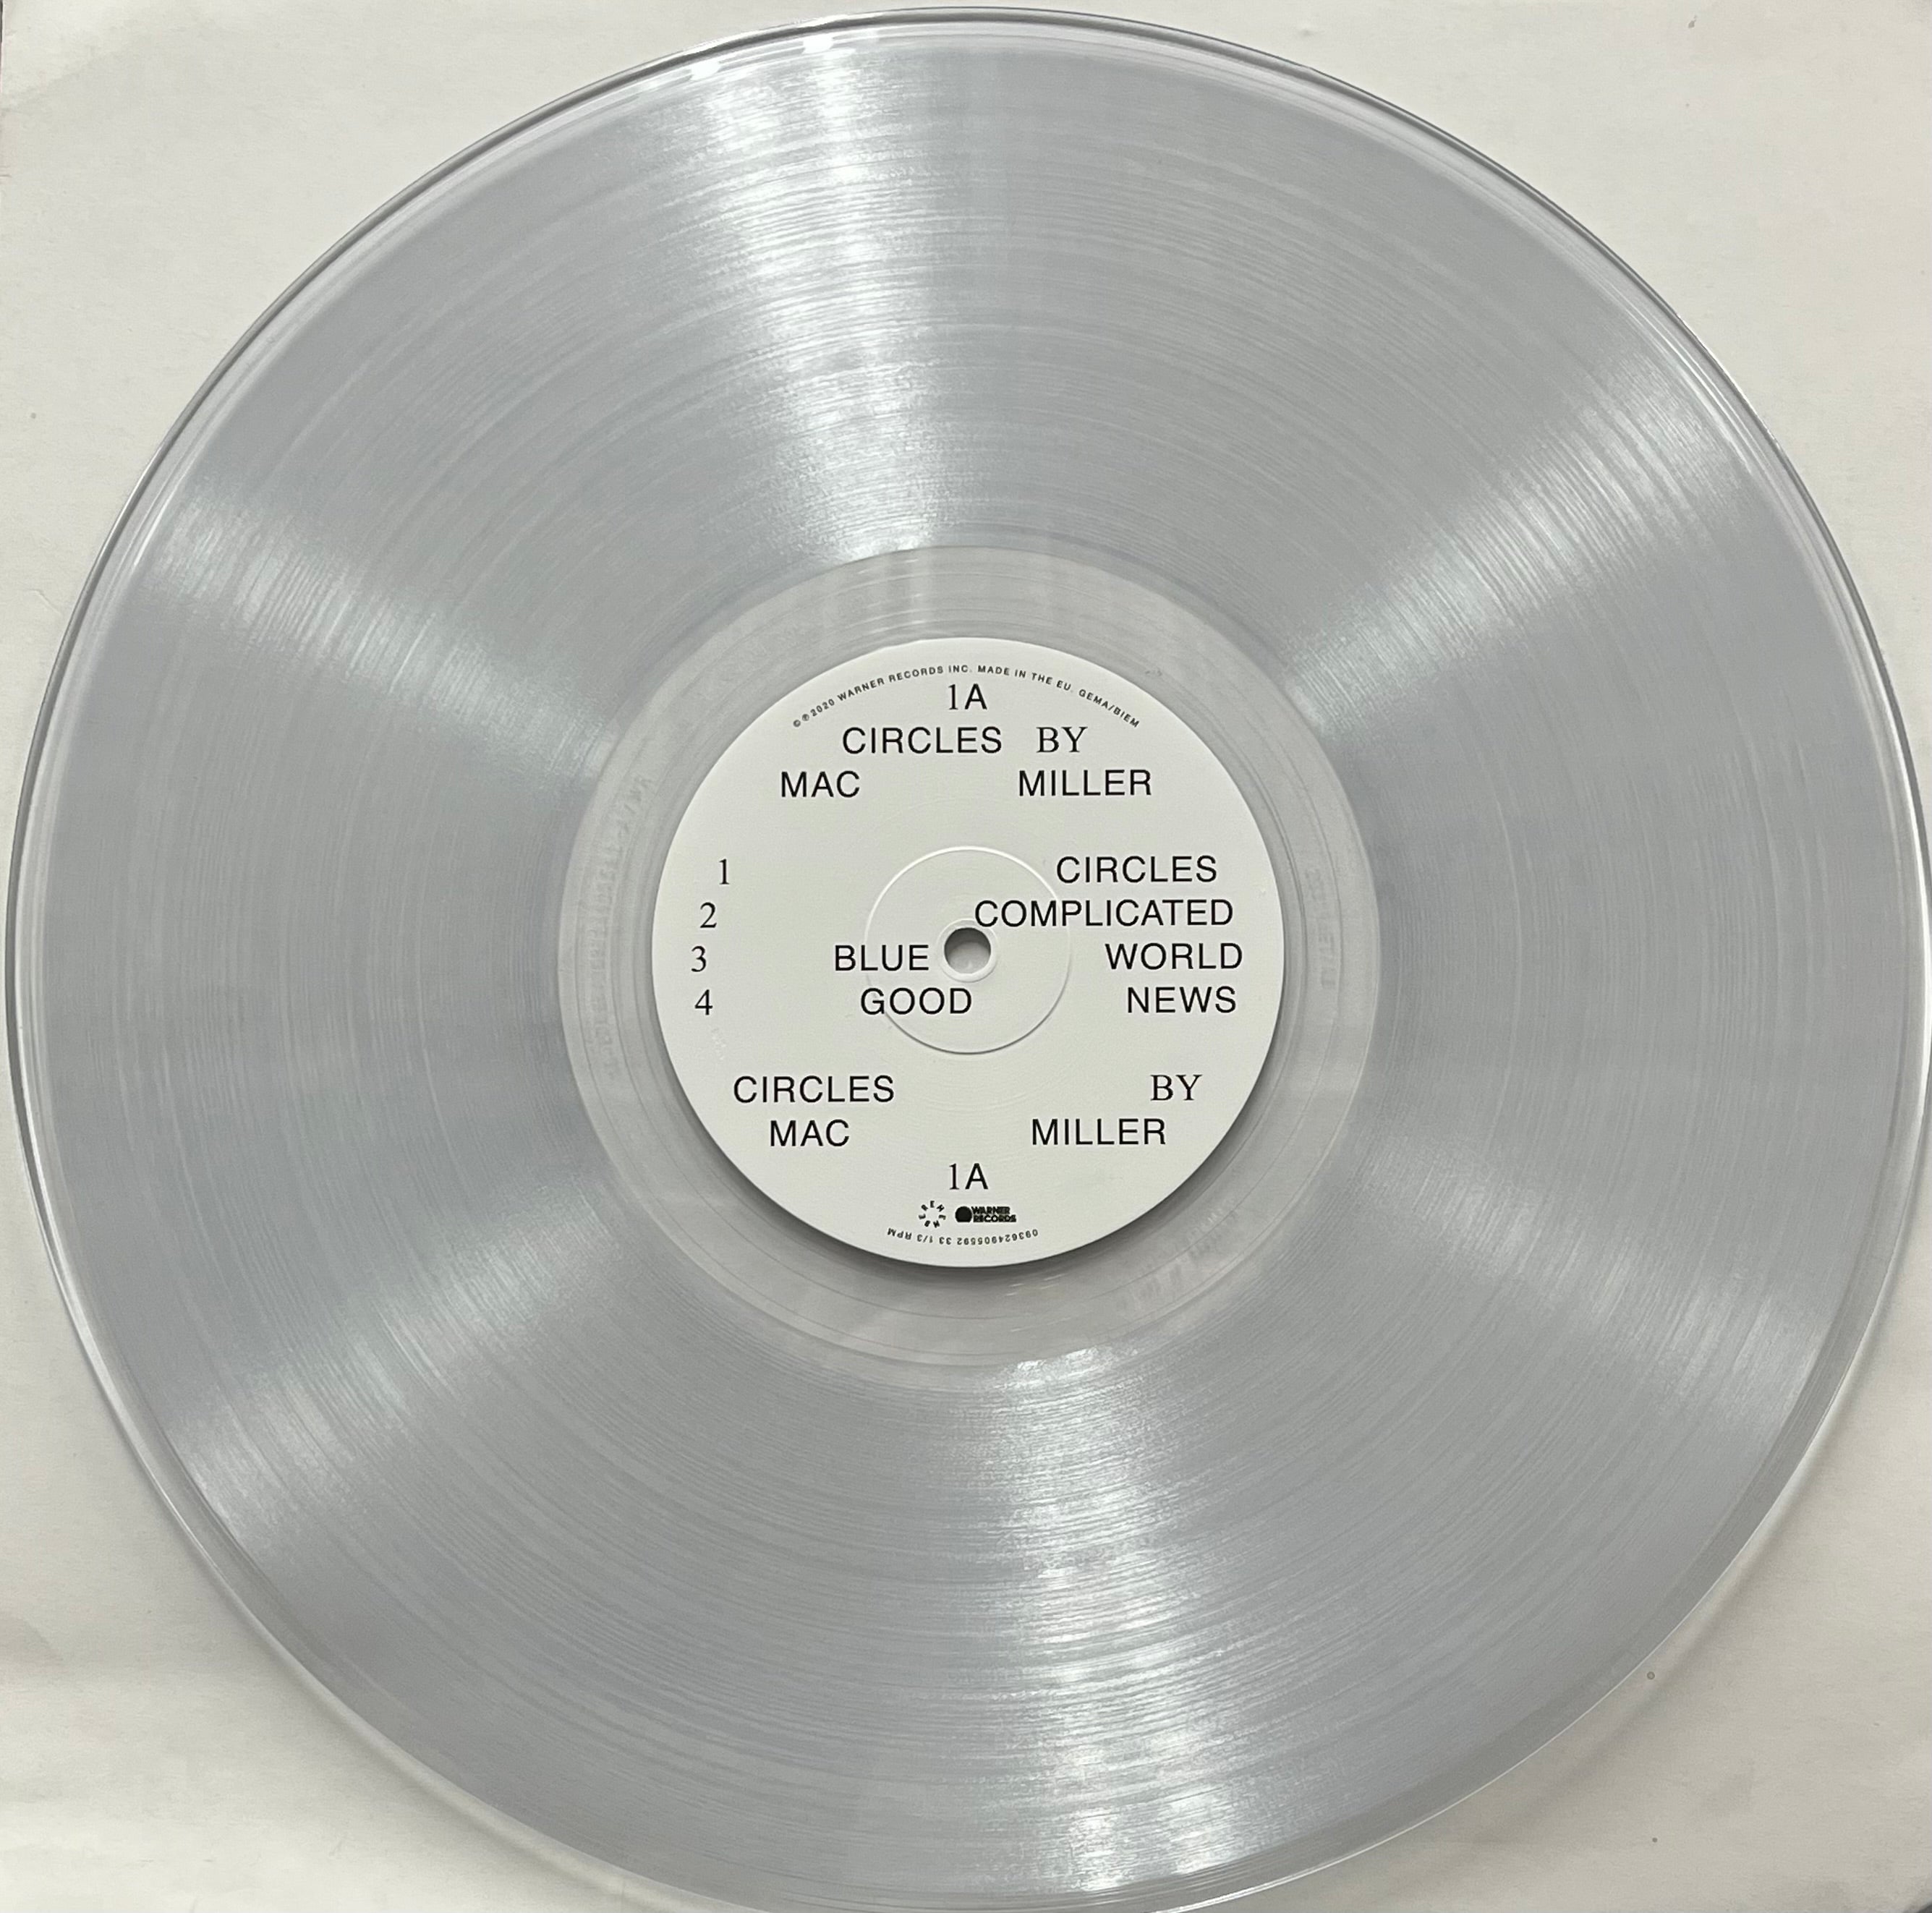 ©℗2020 WARNER RECORDS INC. MADE IN THE EU. GEMA/BIEM
1A
CIRCLES BY
MAC MILLER
1 CIRCLES
2 COMPLICATED
3 BLUE WORLD
4 GOOD NEWS
CIRCLES BY
MAC MILLER
1A
REMEMBER
WARNER
RECORDS
093624905592 33 1/3 RPM